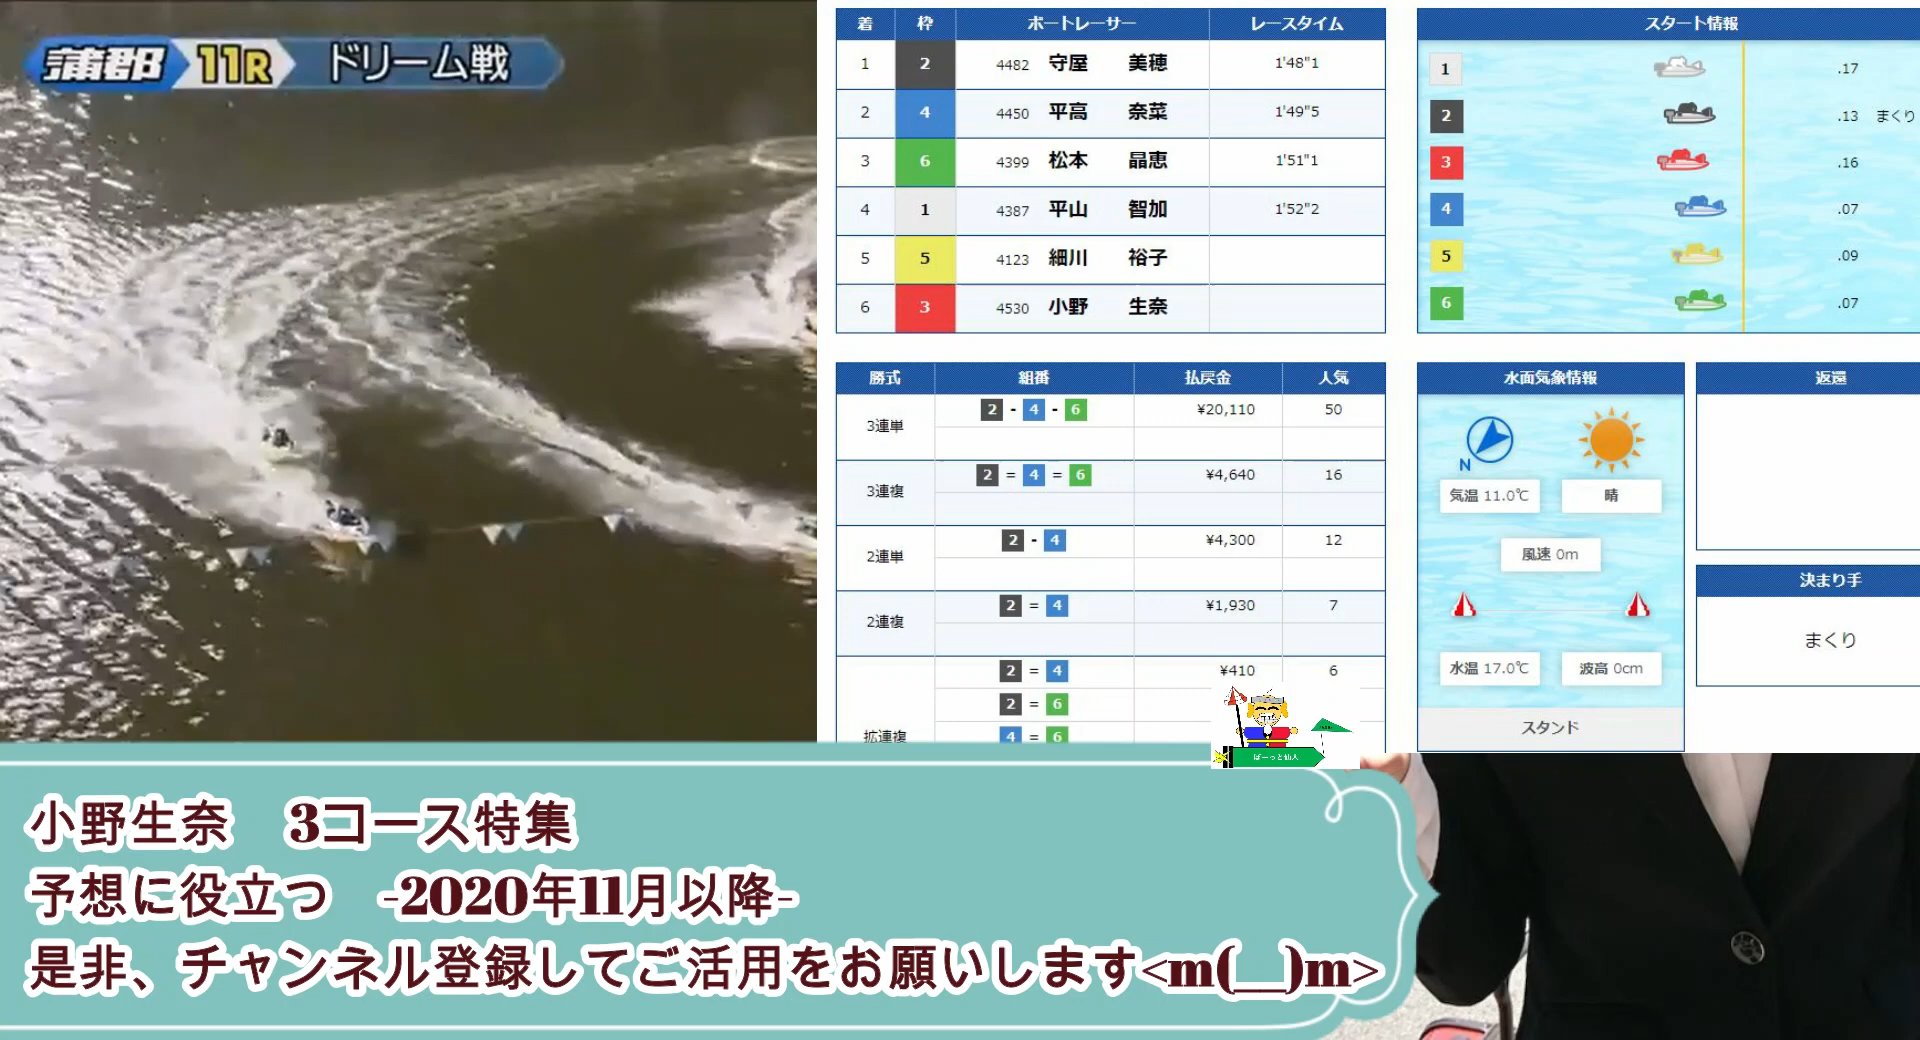 蒲郡 11R ドリーム戦
着 枠 ボートレーサー レースタイム
1 2 4482 守屋 美穂 1'48"1
2 4 4450 平高 奈菜 1'49"5
3 6 4399 松本 晶恵 1'51"1
4 1 4387 平山 智加 1'52"2
5 5 4123 細川 裕子
6 3 4530 小野 生奈
スタート情報
1 .17
2 .13 まくり
3 .16
4 .07
5 .09
6 .07
勝式 組番 払戻金 人気
3連単 2 - 4 - 6 ¥20,110 50
3連複 2 = 4 = 6 ¥4,640 16
2連単 2 - 4 ¥4,300 12
2連複 2 = 4 ¥1,930 7
拡連複
2 = 4 ¥410 6
2 = 6
4 = 6
ぼーっと仙人
水面気象情報
N
気温 11.0℃ 晴
風速 0m
水温 17.0℃ 波高 0cm
スタンド
返還
決まり手
まくり
小野生奈 3コース特集
予想に役立つ -2020年11月以降-
是非、チャンネル登録してご活用をお願いします<m(__)m>